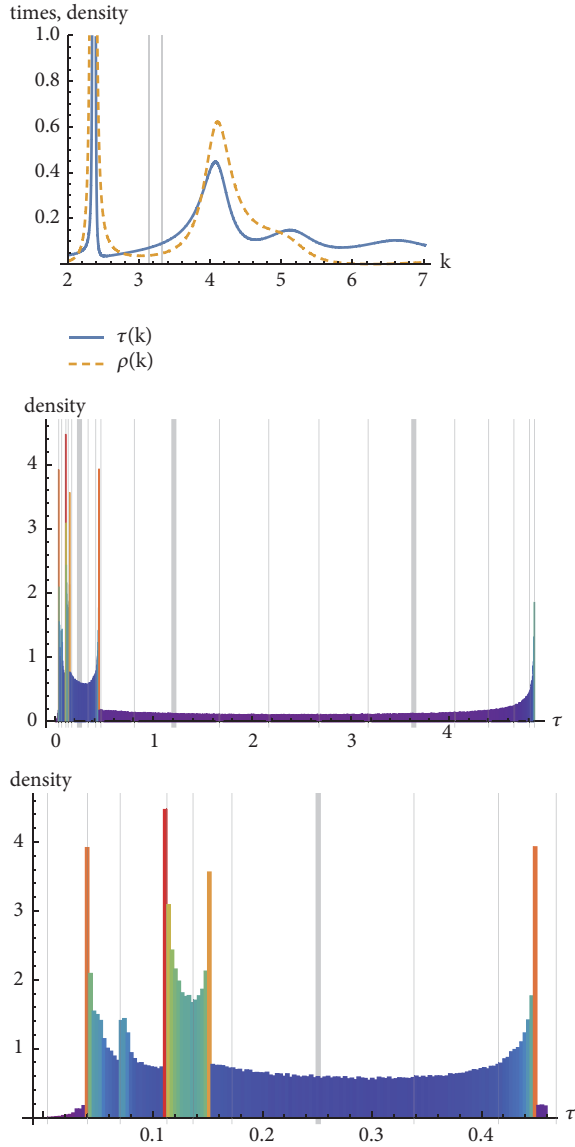 times, density
1.0
0.8
0.6
0.4
0.2
2 3 4 5 6 7 k
τ(k)
ρ(k)
density
4
3
2
1
0
0 1 2 3 4 τ
density
4
3
2
1
0.1 0.2 0.3 0.4 τ